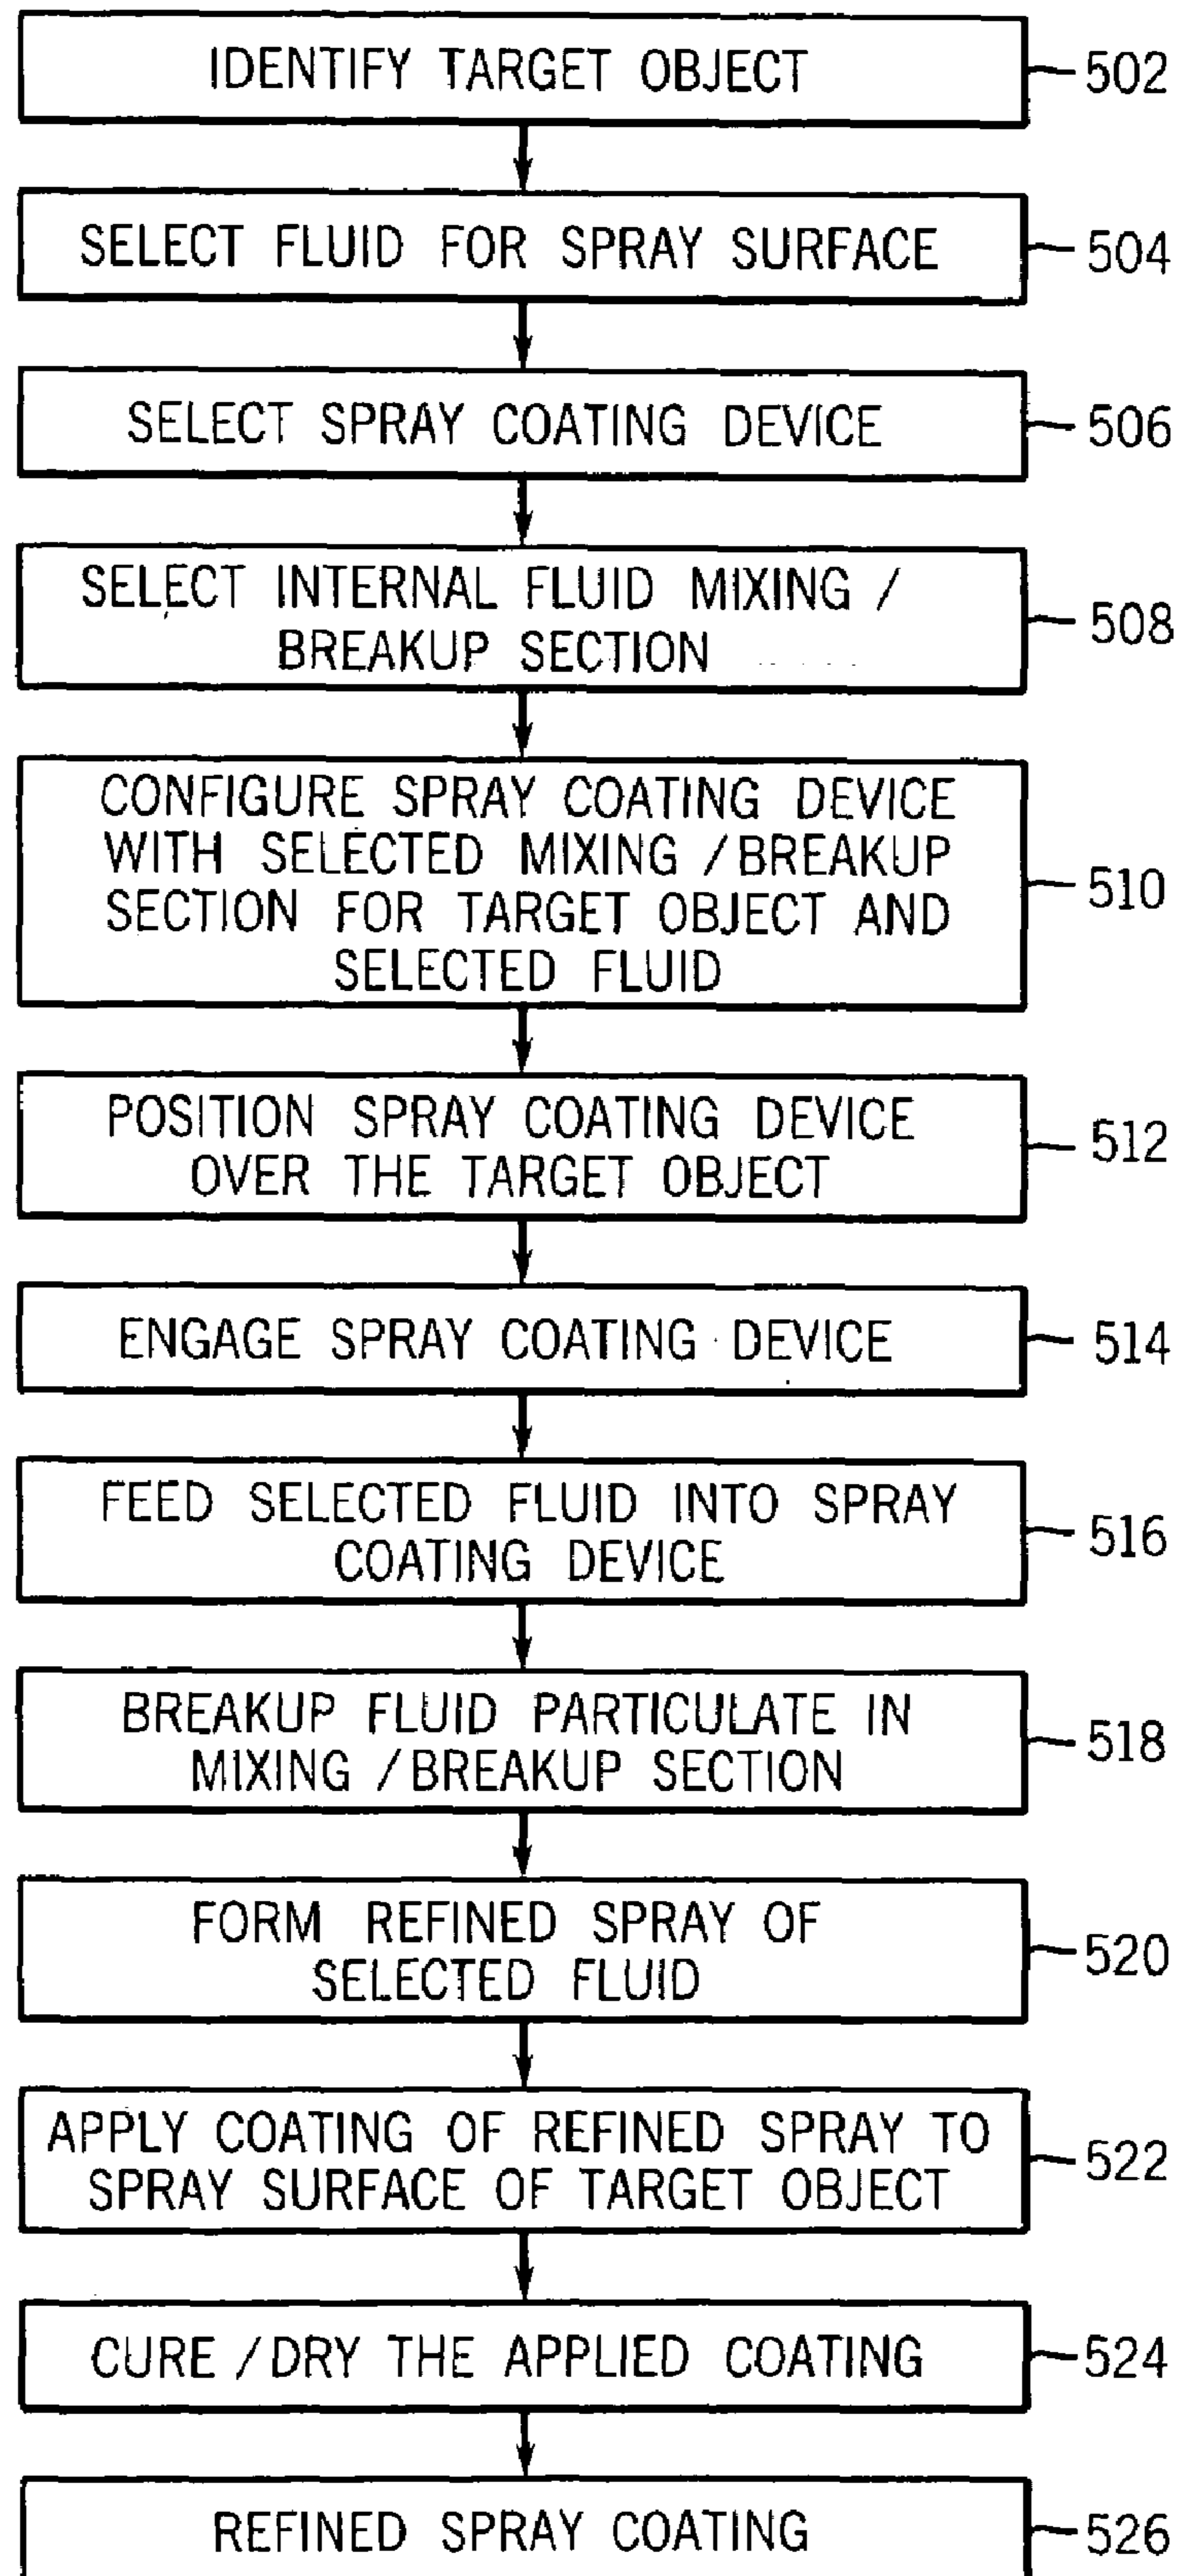 IDENTIFY TARGET OBJECT
502
SELECT FLUID FOR SPRAY SURFACE
504
SELECT SPRAY COATING DEVICE
506
SELECT INTERNAL FLUID MIXING /
BREAKUP SECTION
508
CONFIGURE SPRAY COATING DEVICE
WITH SELECTED MIXING /BREAKUP
SECTION FOR TARGET OBJECT AND
SELECTED FLUID
510
POSITION SPRAY COATING DEVICE
OVER THE TARGET OBJECT
512
ENGAGE SPRAY COATING DEVICE
514
FEED SELECTED FLUID INTO SPRAY
COATING DEVICE
516
BREAKUP FLUID PARTICULATE IN
MIXING /BREAKUP SECTION
518
FORM REFINED SPRAY OF
SELECTED FLUID
520
APPLY COATING OF REFINED SPRAY TO
SPRAY SURFACE OF TARGET OBJECT
522
CURE /DRY THE APPLIED COATING
524
REFINED SPRAY COATING
526